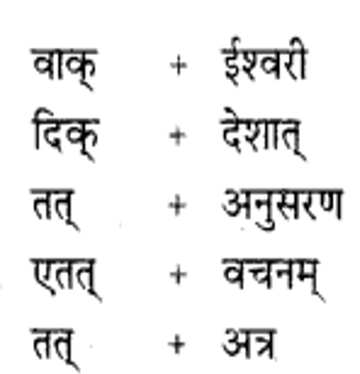 वाक् + ईश्वरी
दिक् + देशात्
तत् + अनुसरण
एतत् + वचनम्
तत् + अत्र